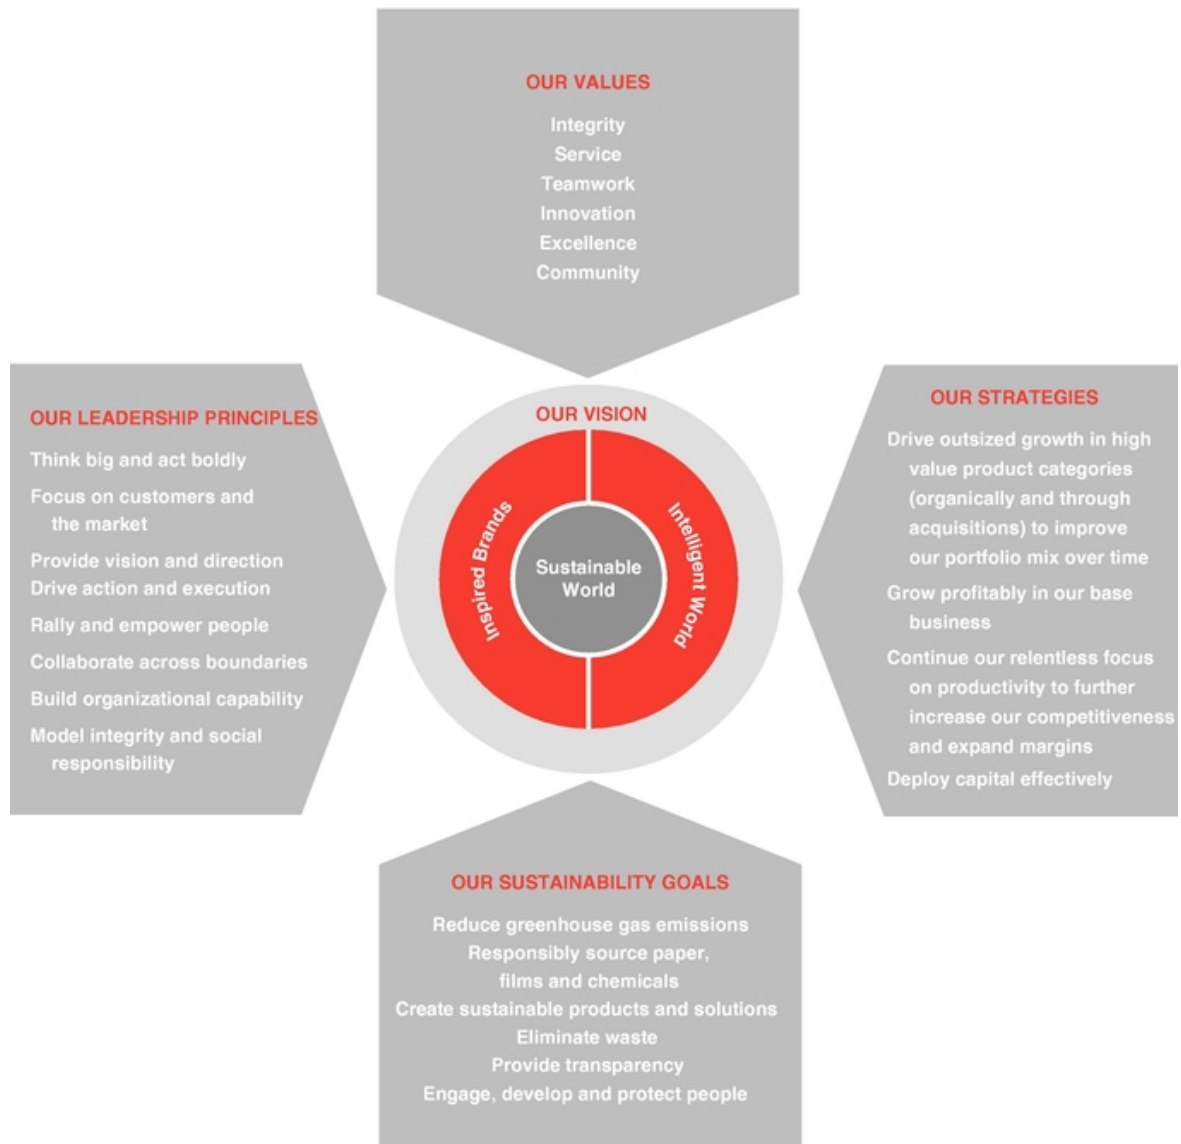 OUR VALUES
Integrity
Service
Teamwork
Innovation
Excellence
Community
OUR LEADERSHIP PRINCIPLES
Think big and act boldly
Focus on customers and
the market
Provide vision and direction
Drive action and execution
Rally and empower people
Collaborate across boundaries
Build organizational capability
Model integrity and social
responsibility
OUR VISION
Inspired Brands
Sustainable
World
Intelligent World
OUR STRATEGIES
Drive outsized growth in high
value product categories
(organically and through
acquisitions) to improve
our portfolio mix over time
Grow profitably in our base
business
Continue our relentless focus
on productivity to further
increase our competitiveness
and expand margins
Deploy capital effectively
OUR SUSTAINABILITY GOALS
Reduce greenhouse gas emissions
Responsibly source paper,
films and chemicals
Create sustainable products and solutions
Eliminate waste
Provide transparency
Engage, develop and protect people